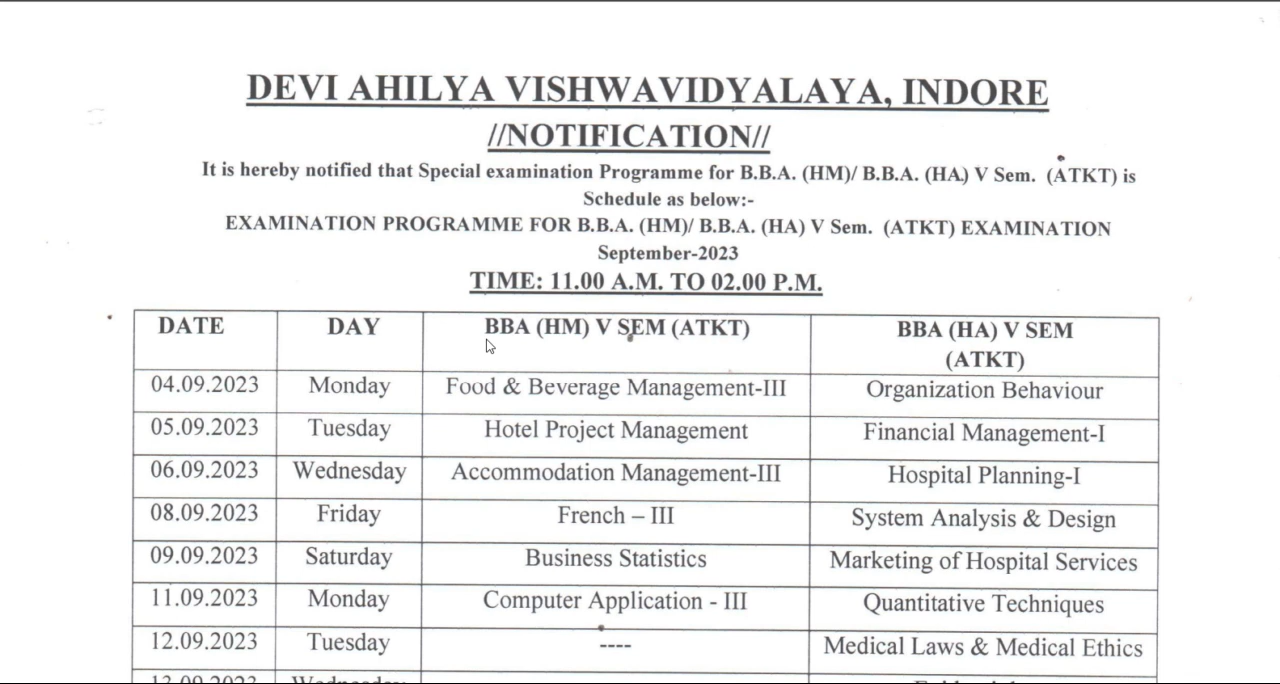 DEVI AHILYA VISHWAVIDYALAYA, INDORE
//NOTIFICATION//
It is hereby notified that Special examination Programme for B.B.A. (HM)/ B.B.A. (HA) V Sem. (ATKT) is
Schedule as below:-
EXAMINATION PROGRAMME FOR B.B.A. (HM)/ B.B.A. (HA) V Sem. (ATKT) EXAMINATION
September-2023
TIME: 11.00 A.M. TO 02.00 P.M.
DATE DAY BBA (HM) V SEM (ATKT) BBA (HA) V SEM
(ATKT)
04.09.2023 Monday Food & Beverage Management-III Organization Behaviour
05.09.2023 Tuesday Hotel Project Management Financial Management-I
06.09.2023 Wednesday Accommodation Management-III Hospital Planning-I
08.09.2023 Friday French – III System Analysis & Design
09.09.2023 Saturday Business Statistics Marketing of Hospital Services
11.09.2023 Monday Computer Application - III Quantitative Techniques
12.09.2023 Tuesday ---- Medical Laws & Medical Ethics
13.09.2023 Wednesday